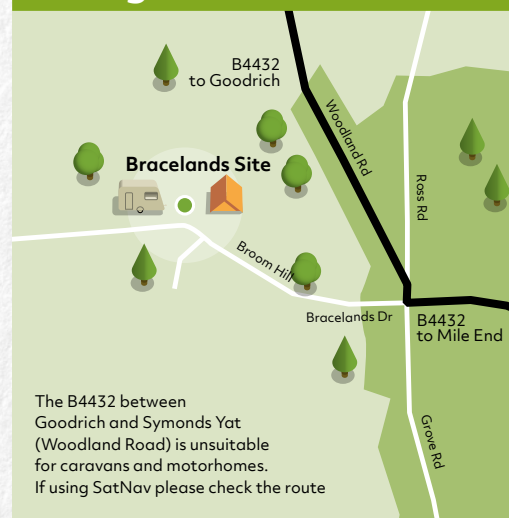 B4432
to Goodrich
Woodland Rd
Bracelands Site
Ross Rd
Broom Hill
Bracelands Dr
B4432
to Mile End
Grove Rd
The B4432 between
Goodrich and Symonds Yat
(Woodland Road) is unsuitable
for caravans and motorhomes.
If using SatNav please check the route